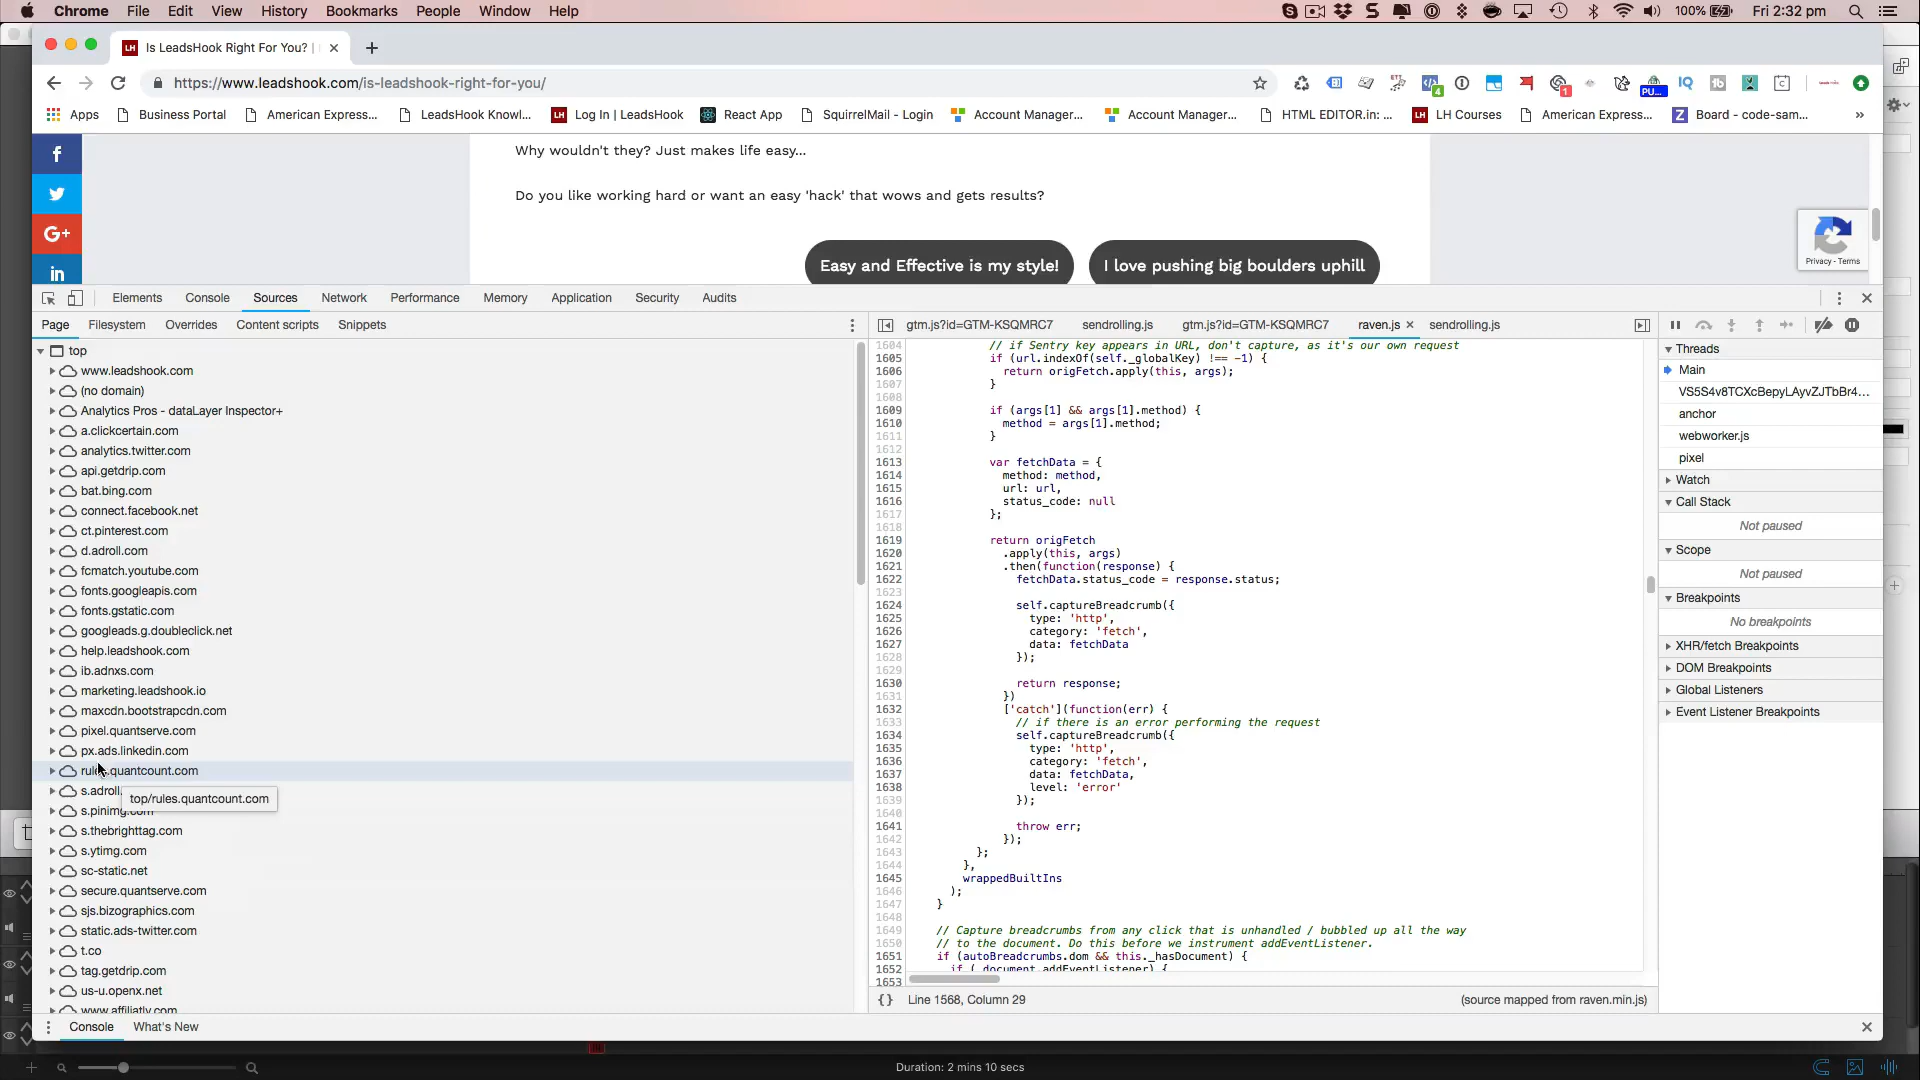 Chrome File Edit View History Bookmarks People Window Help 100% Fri 2:32 pm
LH Is LeadsHook Right For You? |
https://www.leadshook.com/is-leadshook-right-for-you/
4 PU... 1 IQ
Apps Business Portal American Express... LeadsHook Knowl... LH Log In | LeadsHook React App SquirrelMail - Login Account Manager... Account Manager... HTML EDITOR.in: ... LH LH Courses American Express... Z Board - code-sam... »
Why wouldn't they? Just makes life easy...
Do you like working hard or want an easy 'hack' that wows and gets results?
Easy and Effective is my style! I love pushing big boulders uphill
f
G+
in
Privacy - Terms
Elements Console Sources Network Performance Memory Application Security Audits
Page Filesystem Overrides Content scripts Snippets
gtm.js?id=GTM-KSQMRC7 sendrolling.js gtm.js?id=GTM-KSQMRC7 raven.js sendrolling.js
top
www.leadshook.com
(no domain)
Analytics Pros - dataLayer Inspector+
a.clickcertain.com
analytics.twitter.com
api.getdrip.com
bat.bing.com
connect.facebook.net
ct.pinterest.com
d.adroll.com
fcmatch.youtube.com
fonts.googleapis.com
fonts.gstatic.com
googleads.g.doubleclick.net
help.leadshook.com
ib.adnxs.com
marketing.leadshook.io
maxcdn.bootstrapcdn.com
pixel.quantserve.com
px.ads.linkedin.com
rules.quantcount.com
s.adroll.
top/rules.quantcount.com
s.pinimg.com
s.thebrighttag.com
s.ytimg.com
sc-static.net
secure.quantserve.com
sjs.bizographics.com
static.ads-twitter.com
t.co
tag.getdrip.com
us-u.openx.net
www.affiliatly.com
1604 // if Sentry key appears in URL, don't capture, as it's our own request
1605 if (url.indexOf(self._globalKey) !== -1) {
1606 return origFetch.apply(this, args);
1607 }
1608
1609 if (args[1] && args[1].method) {
1610 method = args[1].method;
1611 }
1612
1613 var fetchData = {
1614 method: method,
1615 url: url,
1616 status_code: null
1617 };
1618
1619 return origFetch
1620 .apply(this, args)
1621 .then(function(response) {
1622 fetchData.status_code = response.status;
1623
1624 self.captureBreadcrumb({
1625 type: 'http',
1626 category: 'fetch',
1627 data: fetchData
1628 });
1629
1630 return response;
1631 })
1632 ['catch'](function(err) {
1633 // if there is an error performing the request
1634 self.captureBreadcrumb({
1635 type: 'http',
1636 category: 'fetch',
1637 data: fetchData,
1638 level: 'error'
1639 });
1640
1641 throw err;
1642 });
1643 };
1644 },
1645 wrappedBuiltIns
1646 );
1647 }
1648
1649 // Capture breadcrumbs from any click that is unhandled / bubbled up all the way
1650 // to the document. Do this before we instrument addEventListener.
1651 if (autoBreadcrumbs.dom && this._hasDocument) {
1652 if (_document.addEventListener) {
1653
{} Line 1568, Column 29 (source mapped from raven.min.js)
Threads
Main
VS5S4v8TCXcBepyLAyvZJTbBr4...
anchor
webworker.js
pixel
Watch
Call Stack
Not paused
Scope
Not paused
Breakpoints
No breakpoints
XHR/fetch Breakpoints
DOM Breakpoints
Global Listeners
Event Listener Breakpoints
Console What's New
Duration: 2 mins 10 secs